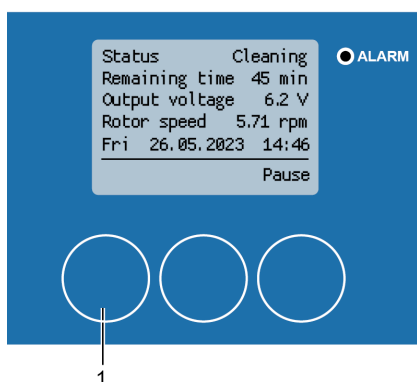 Status Cleaning
Remaining time 45 min
Output voltage 6.2 V
Rotor speed 5.71 rpm
Fri 26.05.2023 14:46
Pause
ALARM
1